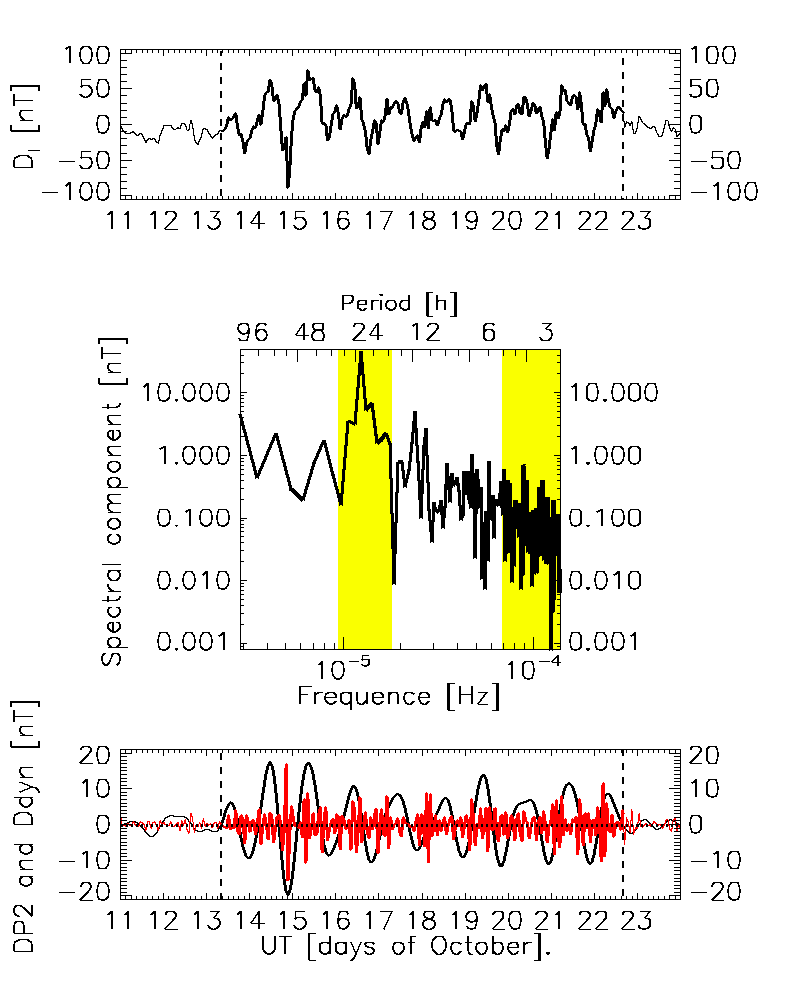 D_I [nT]
100 100
50 50
0 0
−50 −50
−100 −100
11 12 13 14 15 16 17 18 19 20 21 22 23
Period [h]
96 48 24 12 6 3
Spectral component [nT]
10.000 10.000
1.000 1.000
0.100 0.100
0.010 0.010
0.001 0.001
10^-5 10^-4
Frequence [Hz]
DP2 and Ddyn [nT]
20 20
10 10
0 0
−10 −10
−20 −20
11 12 13 14 15 16 17 18 19 20 21 22 23
UT [days of October].